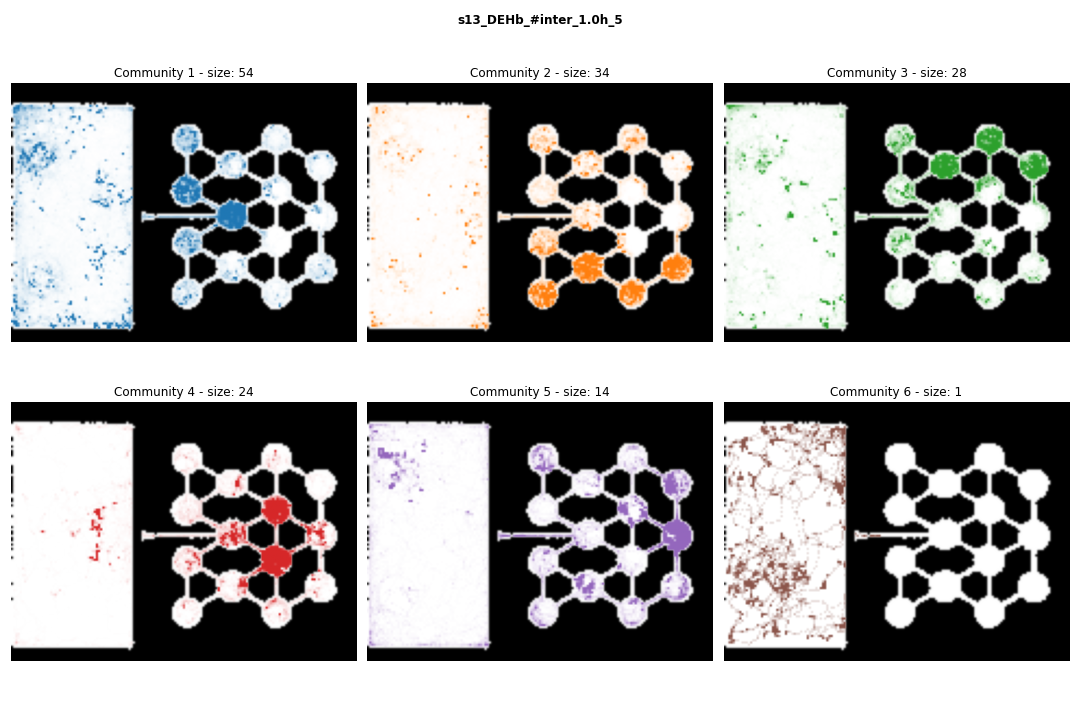 s13_DEHb_#inter_1.0h_5
Community 1 - size: 54
Community 2 - size: 34
Community 3 - size: 28
Community 4 - size: 24
Community 5 - size: 14
Community 6 - size: 1